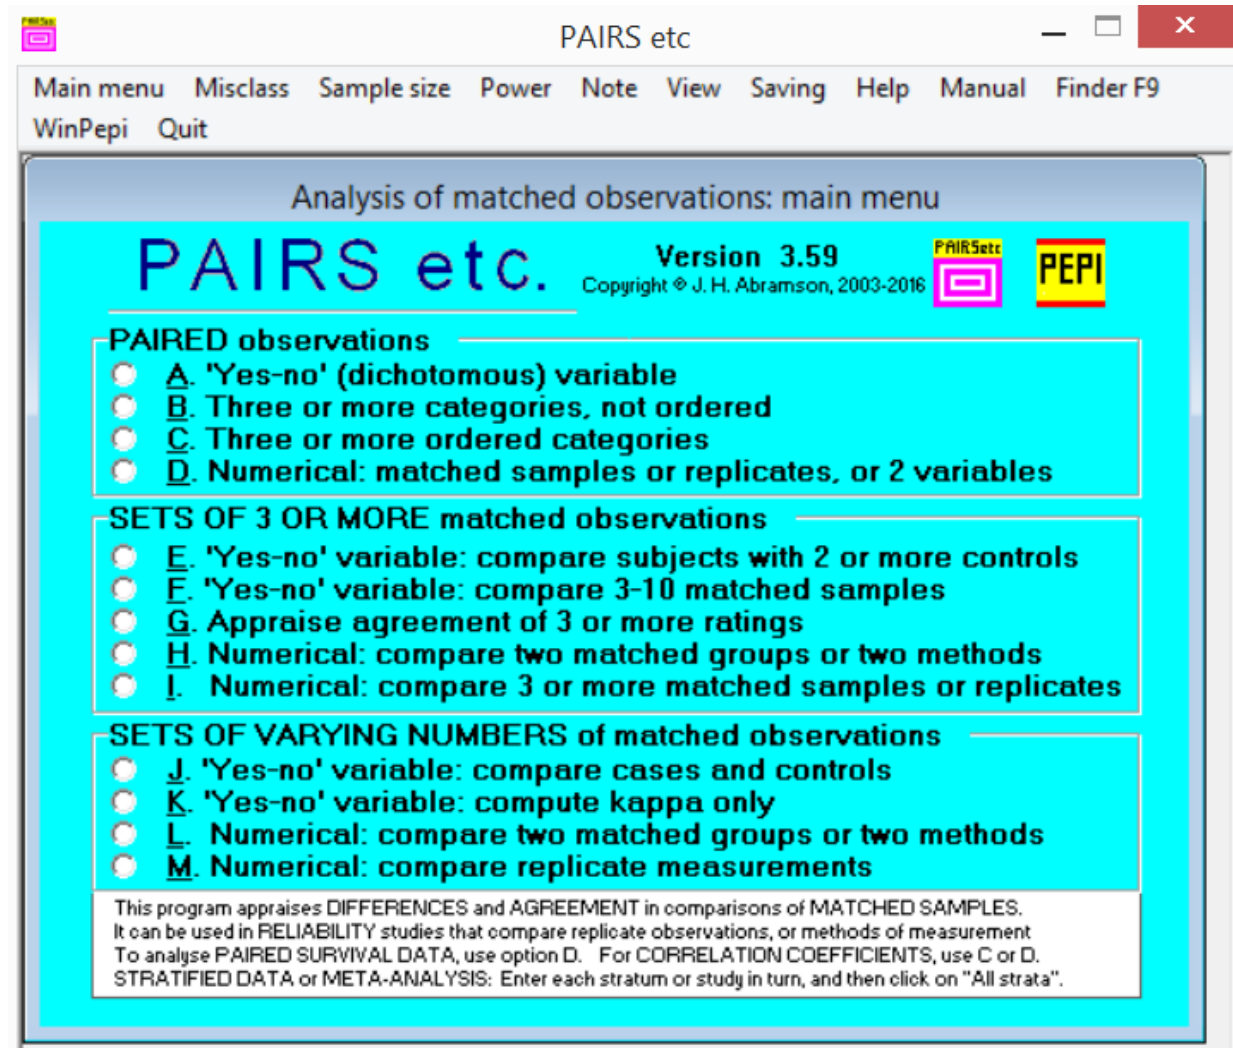 PAIRSetc
PAIRS etc
Main menu Misclass Sample size Power Note View Saving Help Manual Finder F9
WinPepi Quit
Analysis of matched observations: main menu
PAIRS etc.
Version 3.59
Copyright © J. H. Abramson, 2003-2016
PAIRSetc
PEPI
PAIRED observations
A. 'Yes-no' (dichotomous) variable
B. Three or more categories, not ordered
C. Three or more ordered categories
D. Numerical: matched samples or replicates, or 2 variables
SETS OF 3 OR MORE matched observations
E. 'Yes-no' variable: compare subjects with 2 or more controls
F. 'Yes-no' variable: compare 3-10 matched samples
G. Appraise agreement of 3 or more ratings
H. Numerical: compare two matched groups or two methods
I. Numerical: compare 3 or more matched samples or replicates
SETS OF VARYING NUMBERS of matched observations
J. 'Yes-no' variable: compare cases and controls
K. 'Yes-no' variable: compute kappa only
L. Numerical: compare two matched groups or two methods
M. Numerical: compare replicate measurements
This program appraises DIFFERENCES and AGREEMENT in comparisons of MATCHED SAMPLES.
It can be used in RELIABILITY studies that compare replicate observations, or methods of measurement
To analyse PAIRED SURVIVAL DATA, use option D. For CORRELATION COEFFICIENTS, use C or D.
STRATIFIED DATA or META-ANALYSIS: Enter each stratum or study in turn, and then click on "All strata".